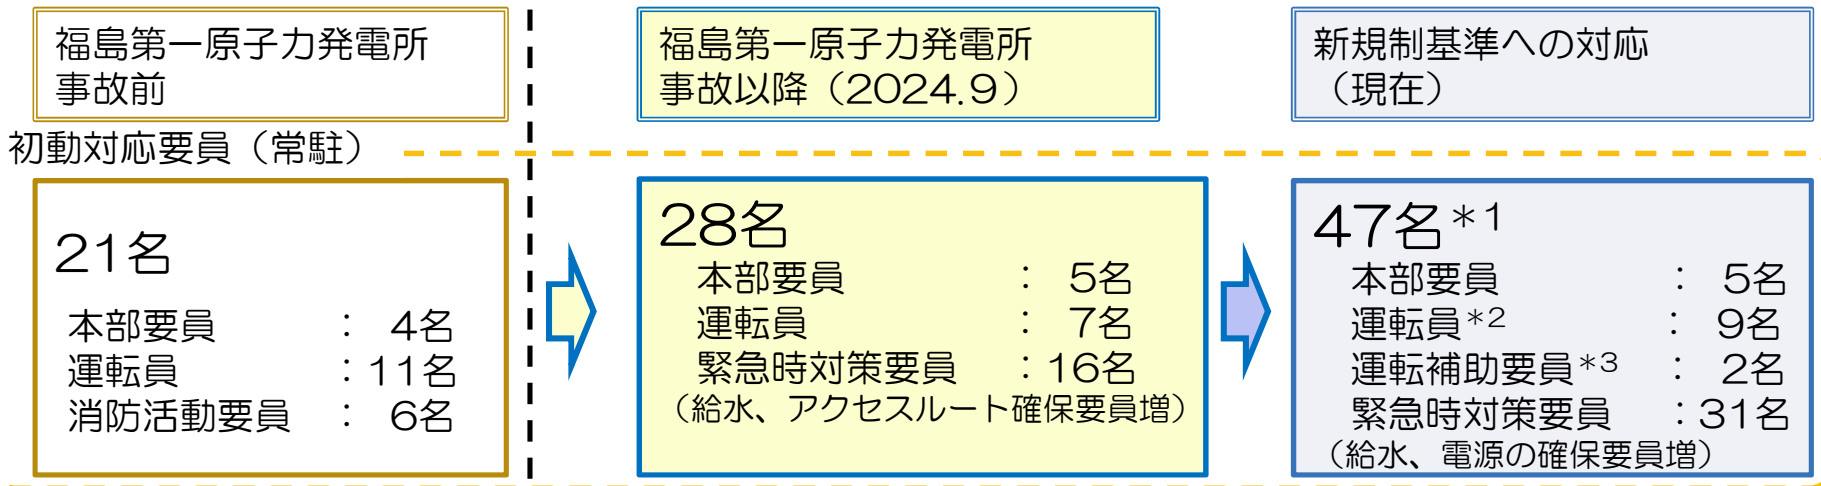 福島第一原子力発電所
事故前
福島第一原子力発電所
事故以降（2024.9）
新規制基準への対応
（現在）
初動対応要員（常駐）
21名
本部要員　：　4名
運転員　：11名
消防活動要員　：　6名
28名
本部要員　：　5名
運転員　：　7名
緊急時対策要員　：16名
（給水、アクセスルート確保要員増）
47名*1
本部要員　：　5名
運転員*2　：　9名
運転補助要員*3　：　2名
緊急時対策要員　：31名
（給水、電源の確保要員増）